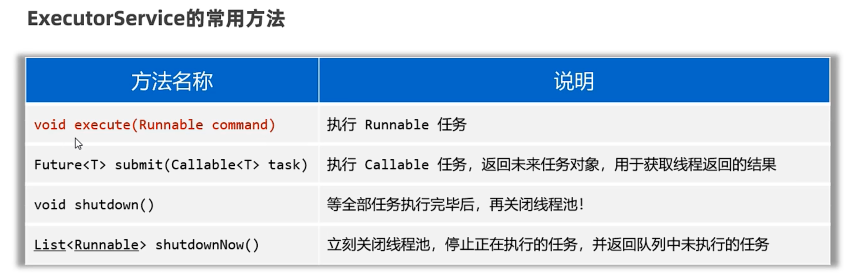 ExecutorService的常用方法
方法名称 说明
void execute(Runnable command) 执行 Runnable 任务
Future<T> submit(Callable<T> task) 执行 Callable 任务，返回未来任务对象，用于获取线程返回的结果
void shutdown() 等全部任务执行完毕后，再关闭线程池！
List<Runnable> shutdownNow() 立刻关闭线程池，停止正在执行的任务，并返回队列中未执行的任务